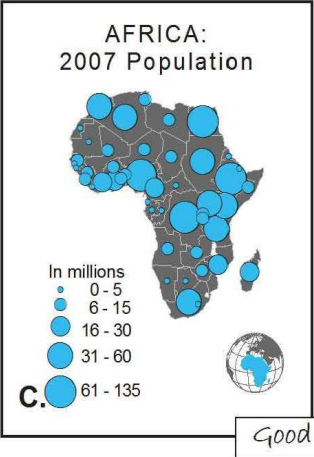 AFRICA:
2007 Population
In millions
0 - 5
6 - 15
16 - 30
31 - 60
61 - 135
C.
Good